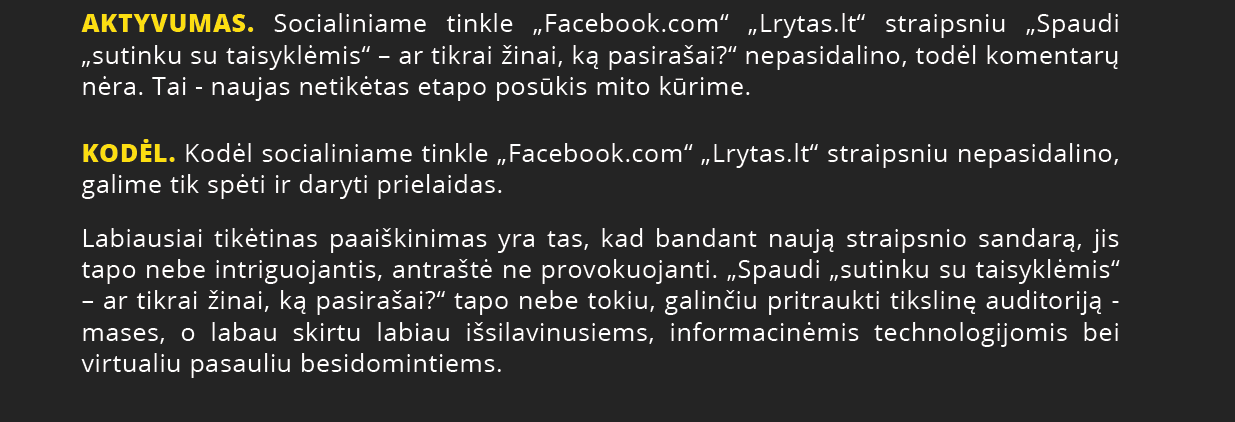 AKTYVUMAS. Socialiniame tinkle „Facebook.com“ „Lrytas.lt“ straipsniu „Spaudi
„sutinku su taisyklėmis“ – ar tikrai žinai, ką pasirašai?“ nepasidalino, todėl komentarų
nėra. Tai - naujas netikėtas etapo posūkis mito kūrime.
KODĖL. Kodėl socialiniame tinkle „Facebook.com“ „Lrytas.lt“ straipsniu nepasidalino,
galime tik spėti ir daryti prielaidas.
Labiausiai tikėtinas paaiškinimas yra tas, kad bandant naują straipsnio sandarą, jis
tapo nebe intriguojantis, antraštė ne provokuojanti. „Spaudi „sutinku su taisyklėmis“
– ar tikrai žinai, ką pasirašai?“ tapo nebe tokiu, galinčiu pritraukti tikslinę auditoriją -
mases, o labau skirtu labiau išsilavinusiems, informacinėmis technologijomis bei
virtualiu pasauliu besidomintiems.